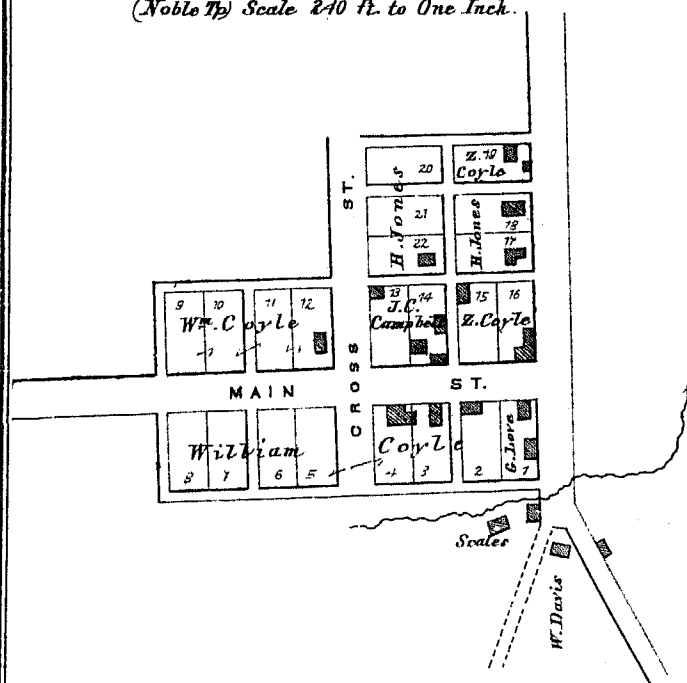 (Noble Tp) Scale 240 ft. to One Inch.
Z. 19
Coyle
20
ST.
H. Jones
21
22
H. Jones
18
17
9 10 11 12
Wm. Coyle
13 14
J.C.
Campbell
15 16
Z. Coyle
MAIN ST.
CROSS
William Coyle
8 7 6 5 4 3 2 1
G. Love
Scales
W. Davis